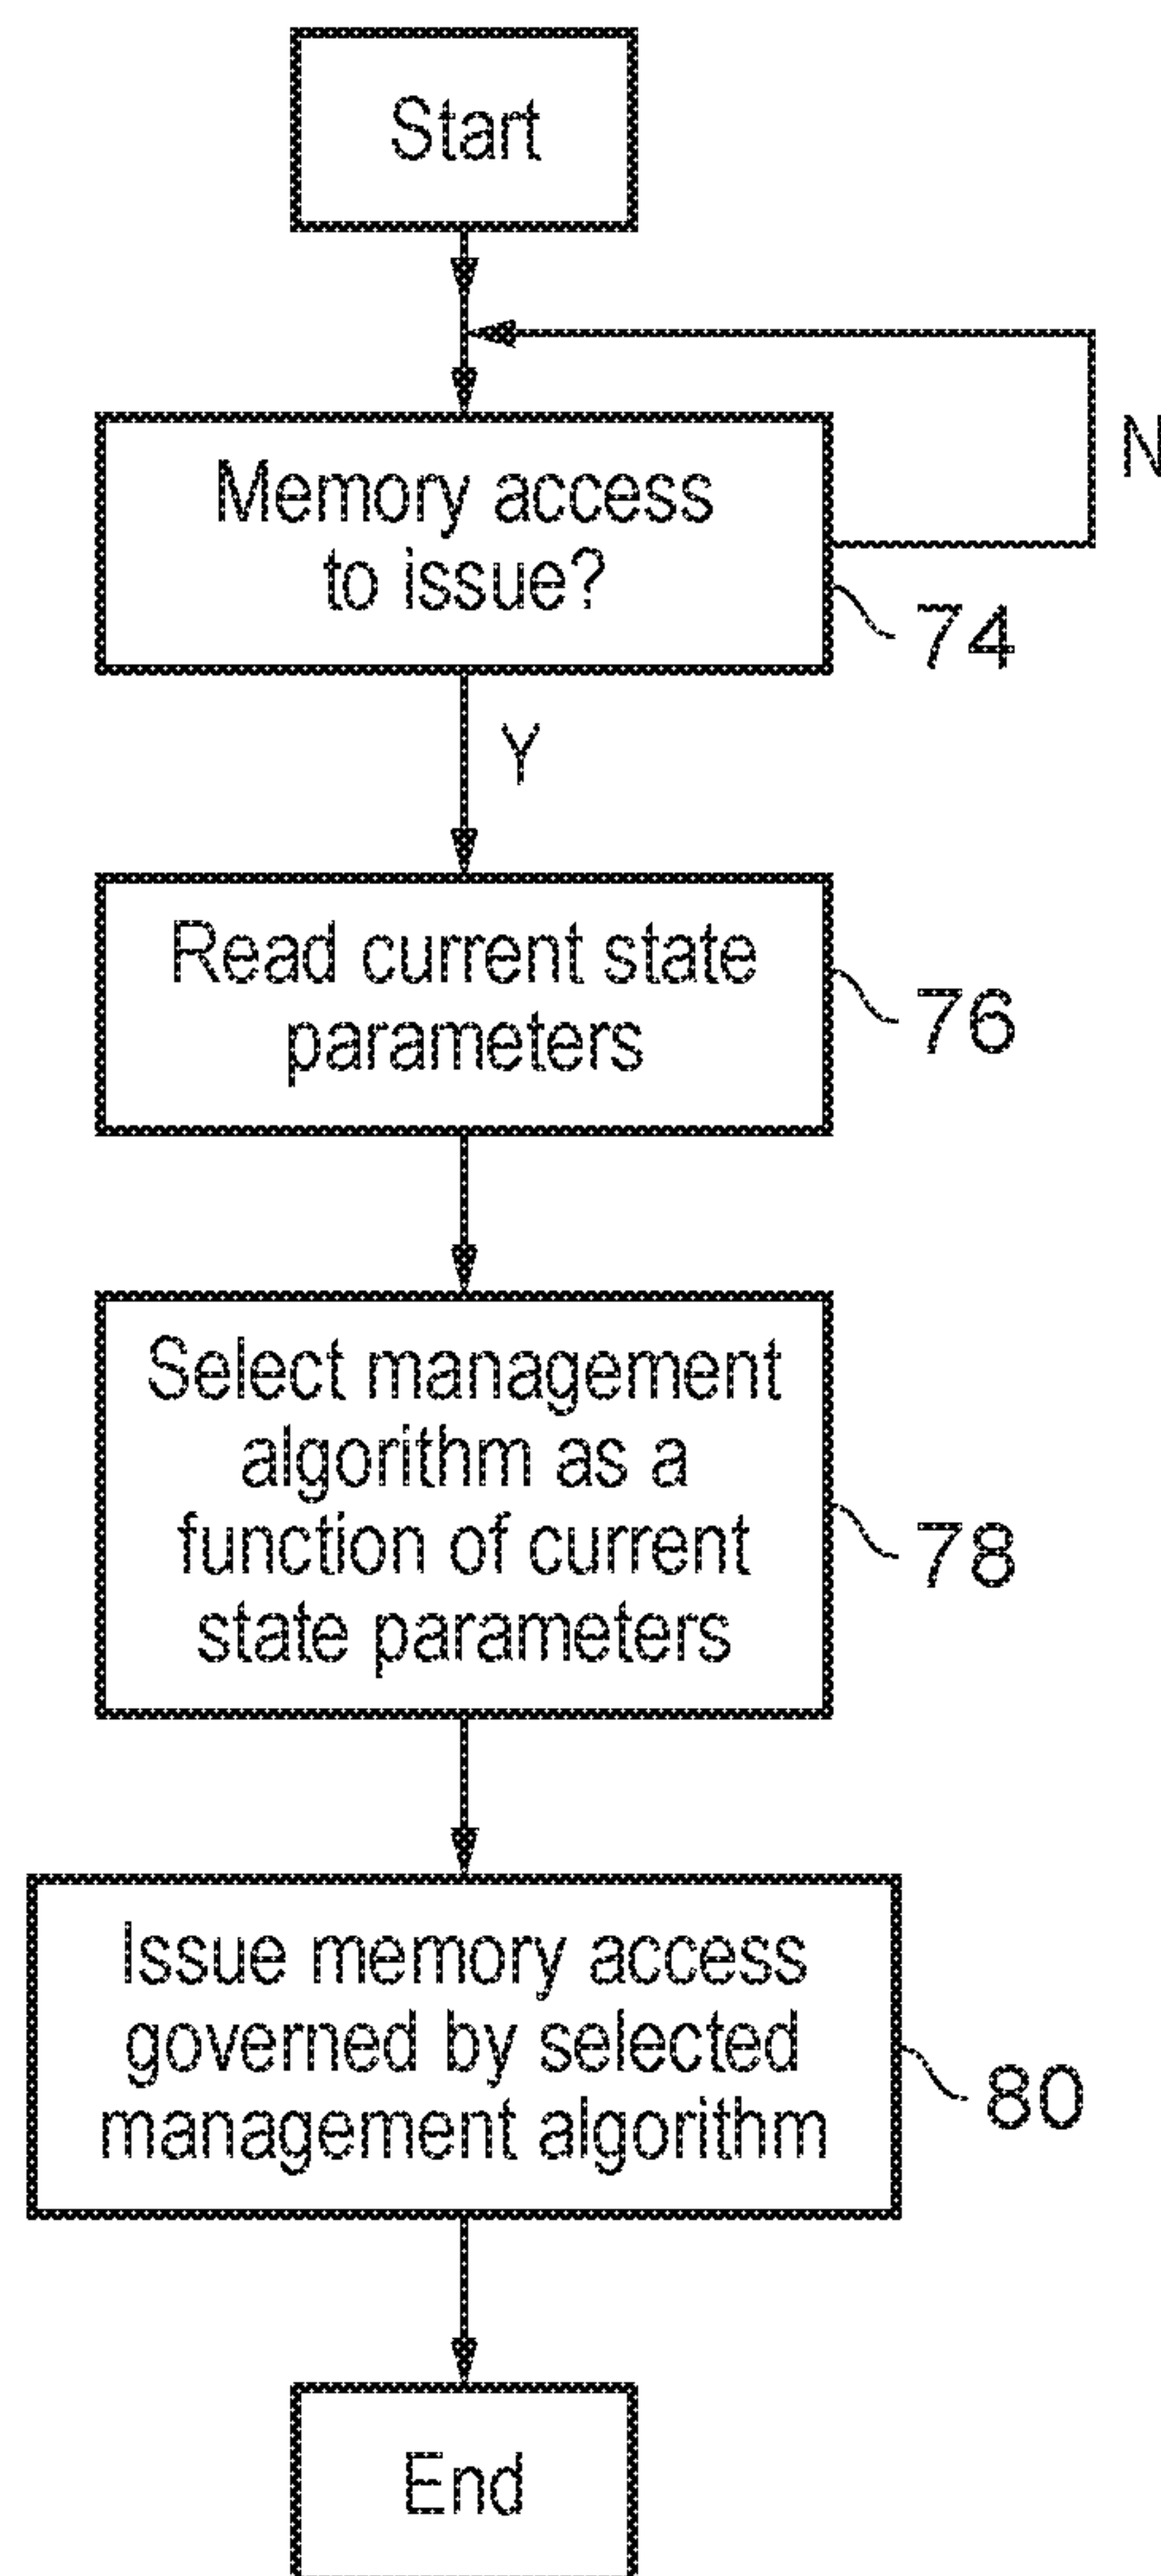 Start
N
Memory access
to issue?
74
Y
Read current state
parameters
76
Select management
algorithm as a
function of current
state parameters
78
Issue memory access
governed by selected
management algorithm
80
End